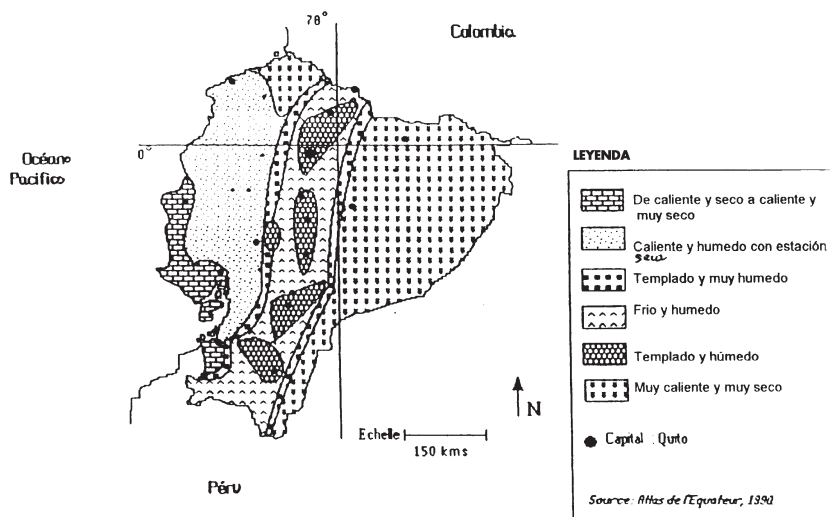 78°
Colombia
0°
Océano
Pacifico
LEYENDA
De caliente y seco a caliente y
muy seco
Caliente y humedo con estación
seca
Templado y muy humedo
Frio y humedo
Templado y húmedo
Muy caliente y muy seco
N
Echelle
150 kms
Capital : Quito
Pérú
Source: Atlas de l'Equateur, 1990